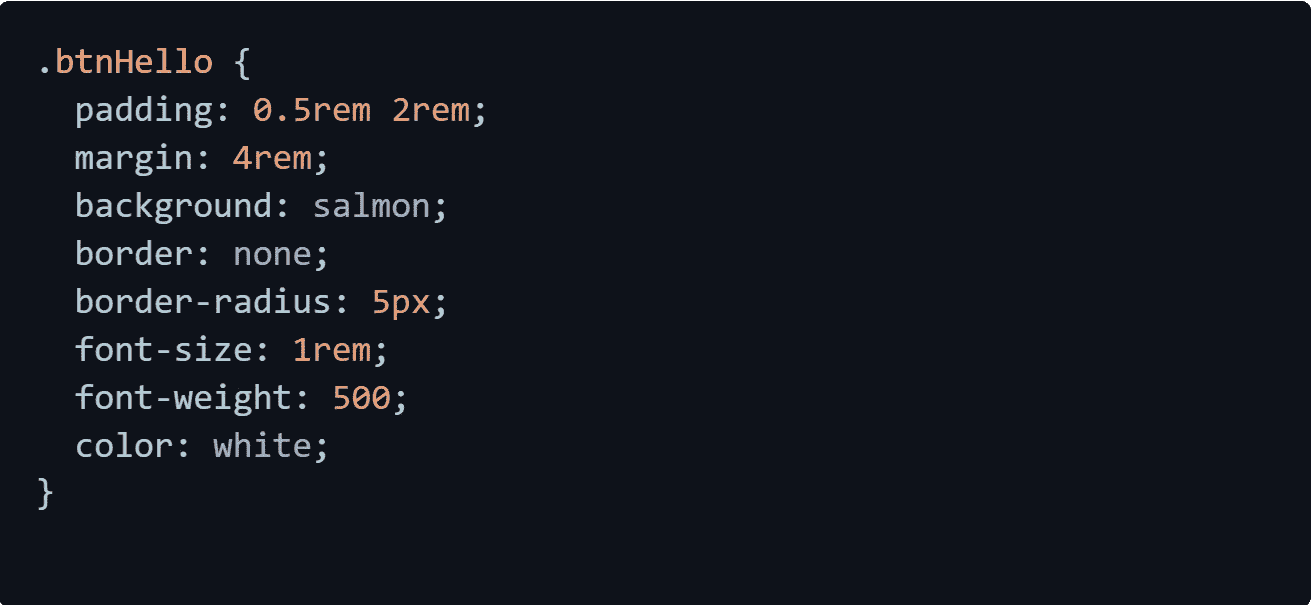 .btnHello {
  padding: 0.5rem 2rem;
  margin: 4rem;
  background: salmon;
  border: none;
  border-radius: 5px;
  font-size: 1rem;
  font-weight: 500;
  color: white;
}